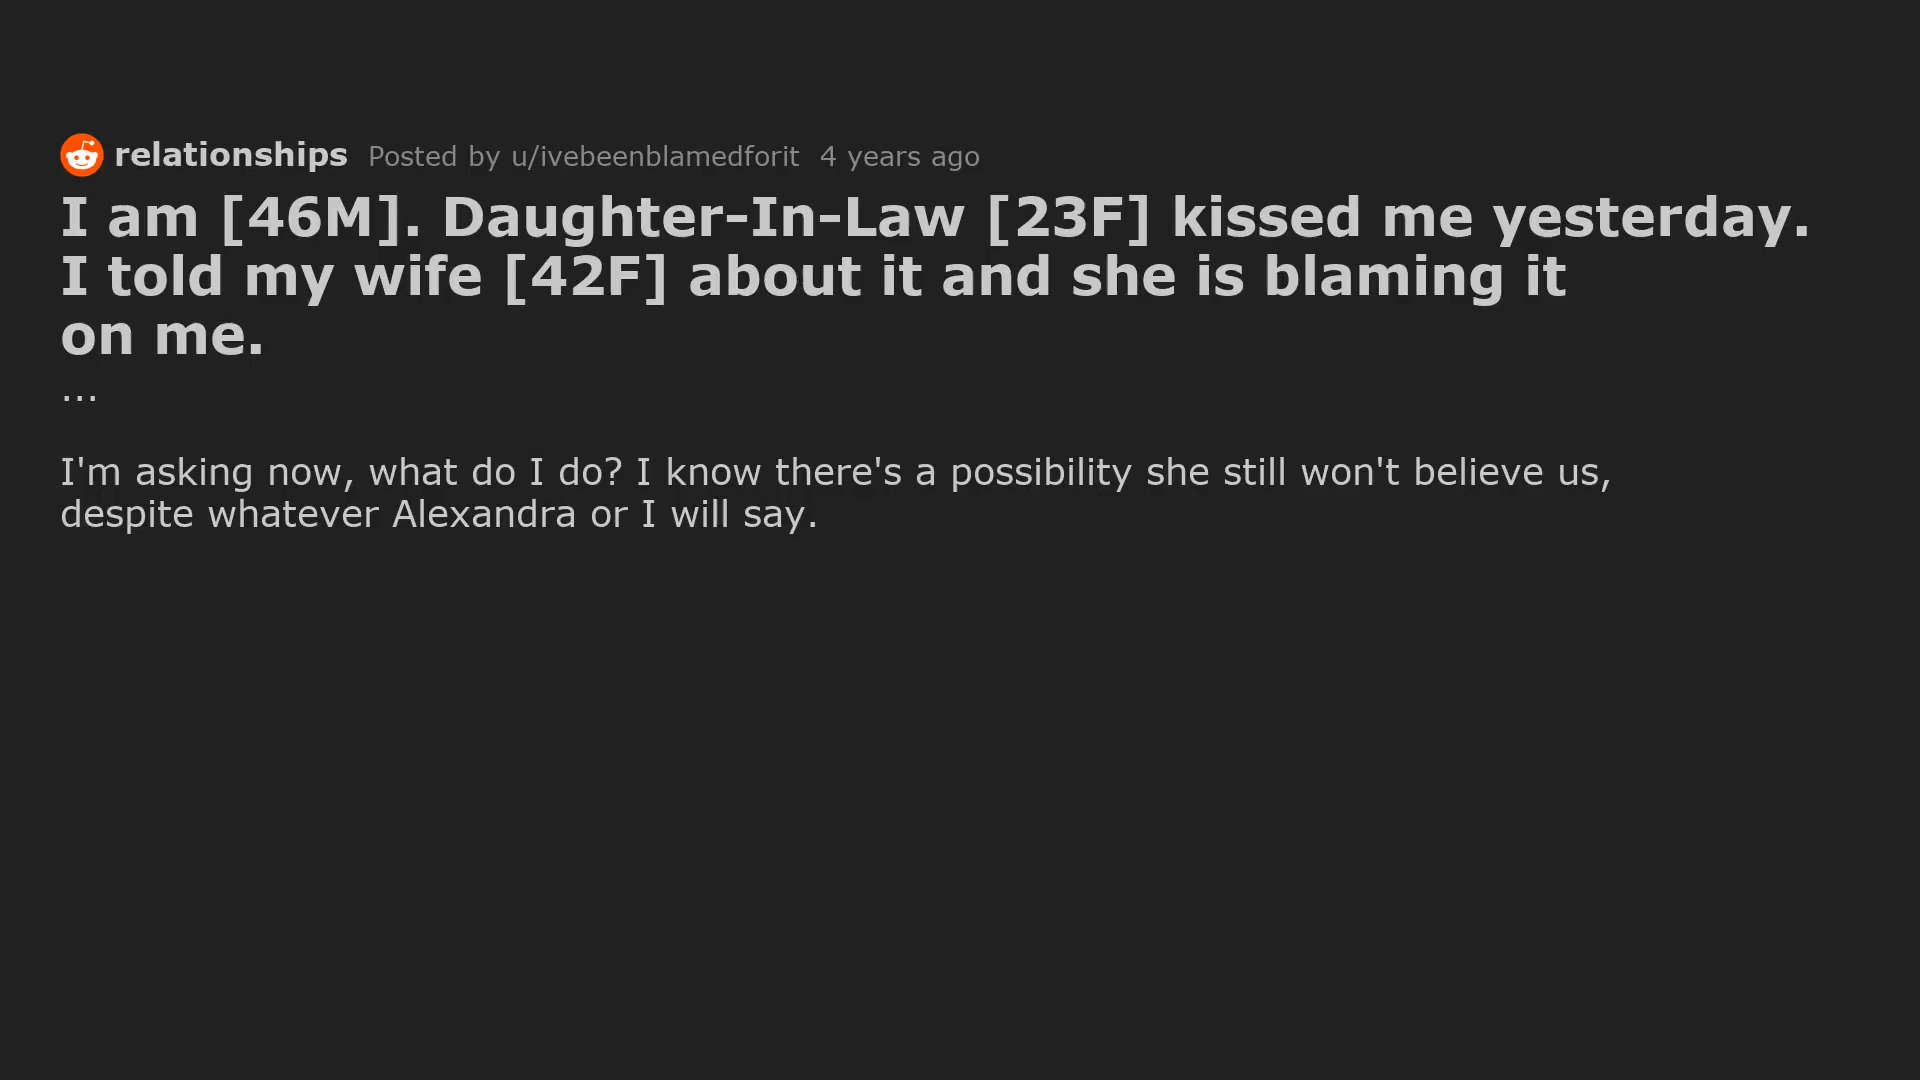 relationships Posted by u/ivebeenblamedforit 4 years ago
I am [46M]. Daughter-In-Law [23F] kissed me yesterday.
I told my wife [42F] about it and she is blaming it
on me.
...
I'm asking now, what do I do? I know there's a possibility she still won't believe us,
despite whatever Alexandra or I will say.